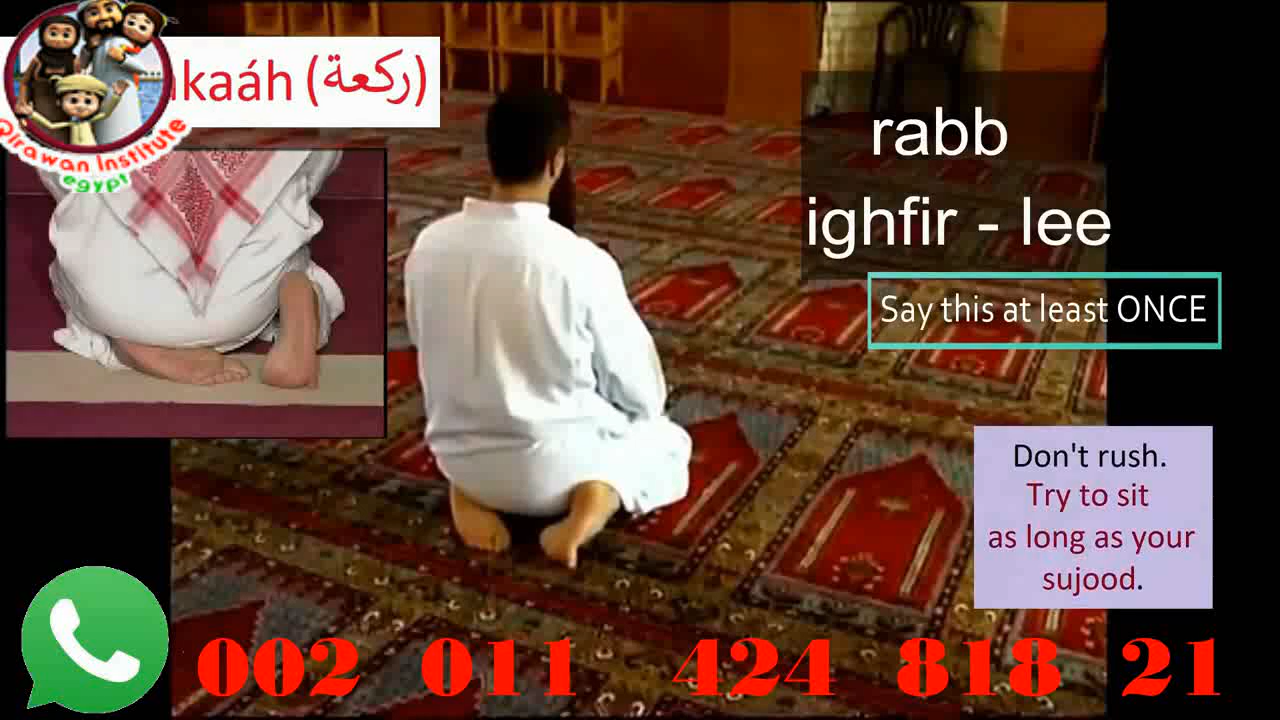 kaáh (ركعة)
Qirawan Institute
egypt
rabb
ighfir - lee
Say this at least ONCE
Don't rush.
Try to sit
as long as your
sujood.
002 011 424 818 21